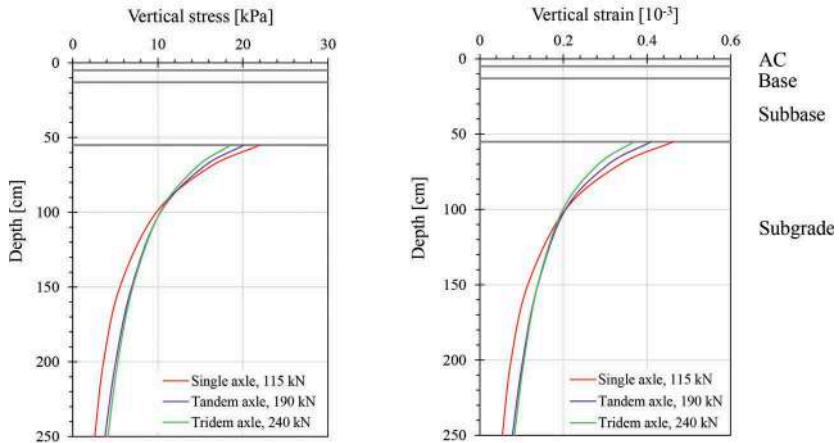 Vertical stress [kPa]
0 10 20 30
0
50
100
150
200
250
Depth [cm]
Single axle, 115 kN
Tandem axle, 190 kN
Tridem axle, 240 kN
Vertical strain [10⁻³]
0 0.2 0.4 0.6
0
50
100
150
200
250
Depth [cm]
Single axle, 115 kN
Tandem axle, 190 kN
Tridem axle, 240 kN
AC
Base
Subbase
Subgrade